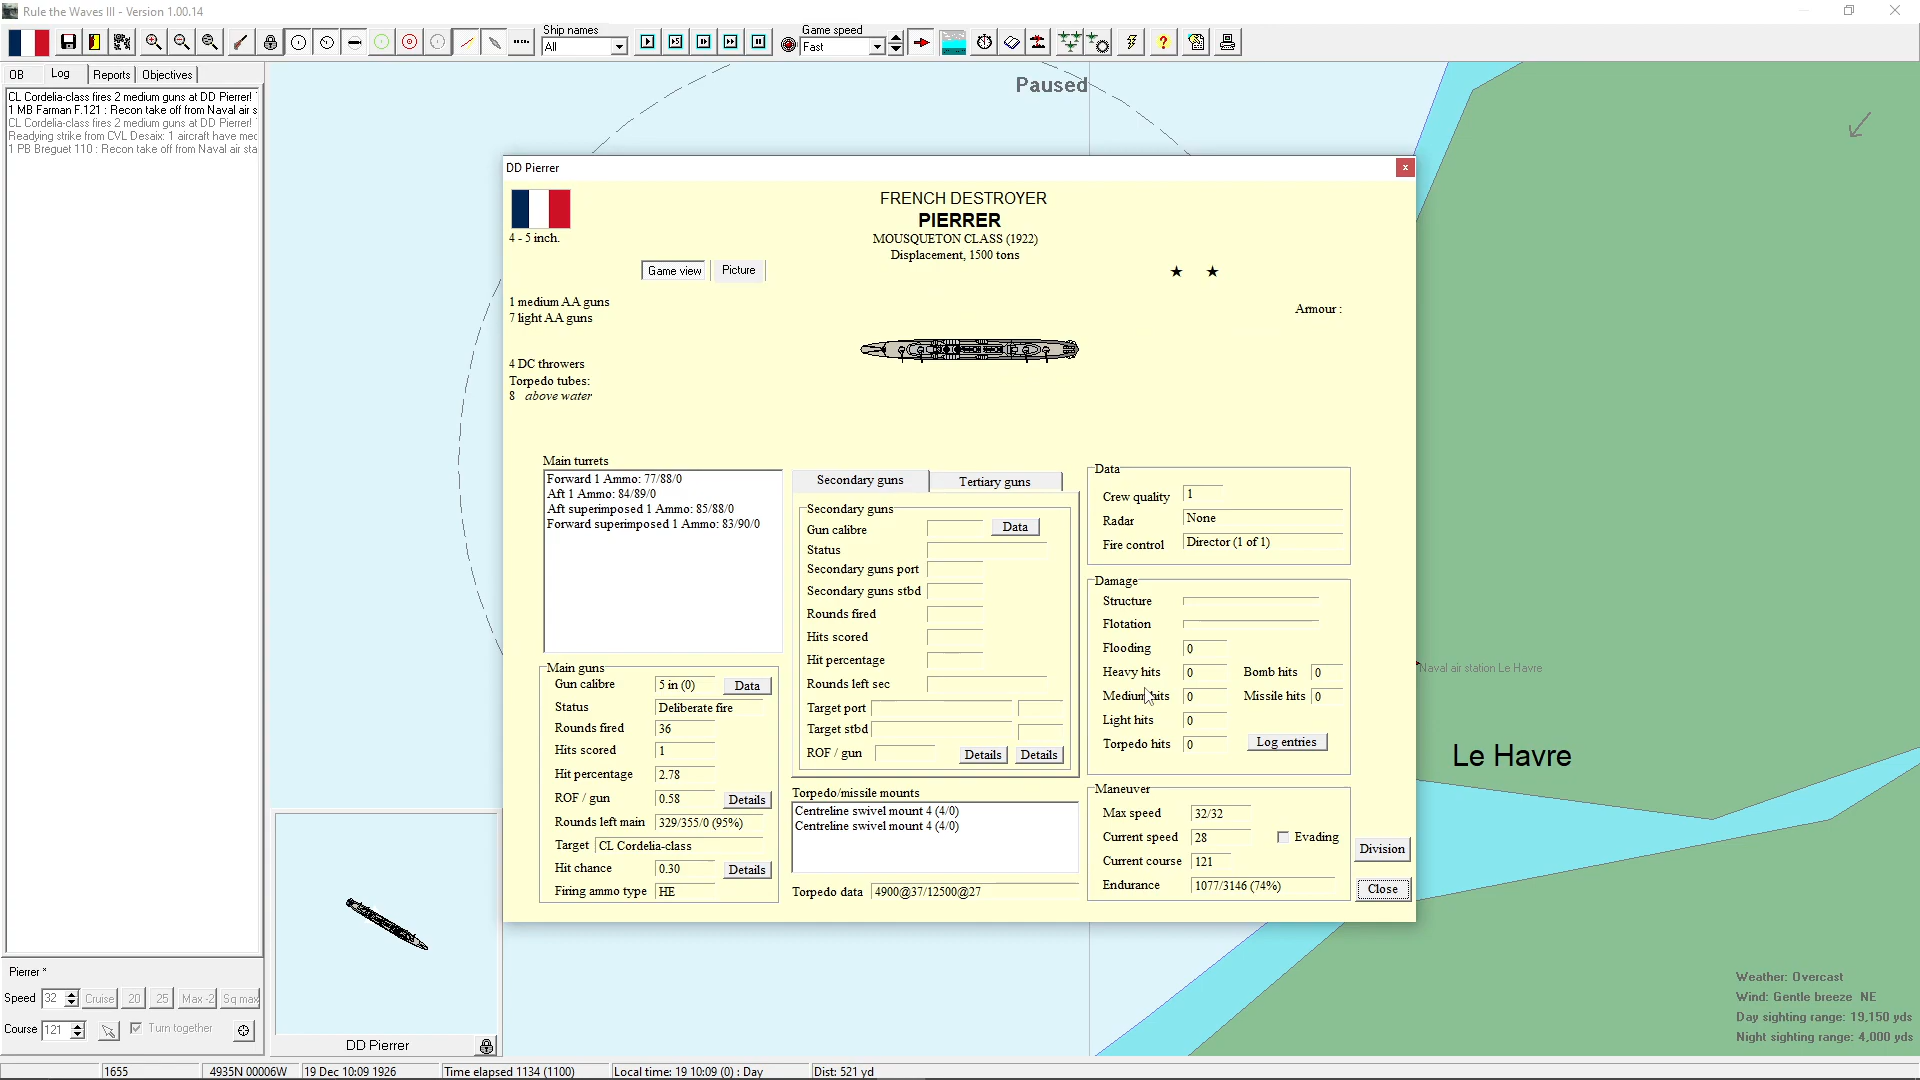 Rule the Waves III - Version 1.00.14
Ship names
All
Game speed
Fast
OB
Log
Reports
Objectives
CL Cordelia-class fires 2 medium guns at DD Pierrer!
1 MB Farman F.121 : Recon take off from Naval air s
CL Cordelia-class fires 2 medium guns at DD Pierrer!
Readying strike from CVL Desaix: 1 aircraft have mec
1 PB Breguet 110 : Recon take off from Naval air sta
Paused
DD Pierrer
FRENCH DESTROYER
PIERRER
MOUSQUETON CLASS (1922)
Displacement, 1500 tons
4 - 5 inch.
Game view
Picture
★ ★
1 medium AA guns
7 light AA guns
Armour :
4 DC throwers
Torpedo tubes:
8 above water
Main turrets
Forward 1 Ammo: 77/88/0
Aft 1 Ammo: 84/89/0
Aft superimposed 1 Ammo: 85/88/0
Forward superimposed 1 Ammo: 83/90/0
Main guns
Gun calibre 5 in (0) Data
Status Deliberate fire
Rounds fired 36
Hits scored 1
Hit percentage 2.78
ROF / gun 0.58 Details
Rounds left main 329/355/0 (95%)
Target CL Cordelia-class
Hit chance 0.30 Details
Firing ammo type HE
Secondary guns
Tertiary guns
Secondary guns
Gun calibre Data
Status
Secondary guns port
Secondary guns stbd
Rounds fired
Hits scored
Hit percentage
Rounds left sec
Target port
Target stbd
ROF / gun Details Details
Torpedo/missile mounts
Centreline swivel mount 4 (4/0)
Centreline swivel mount 4 (4/0)
Torpedo data 4900@37/12500@27
Data
Crew quality 1
Radar None
Fire control Director (1 of 1)
Damage
Structure
Flotation
Flooding 0
Heavy hits 0 Bomb hits 0
Medium hits 0 Missile hits 0
Light hits 0
Torpedo hits 0 Log entries
Maneuver
Max speed 32/32
Current speed 28 Evading
Current course 121
Endurance 1077/3146 (74%)
Division
Close
Naval air station Le Havre
Le Havre
Weather: Overcast
Wind: Gentle breeze NE
Day sighting range: 19,150 yds
Night sighting range: 4,000 yds
Pierrer *
Speed 32 Cruise 20 25 Max -2 Sq max
Course 121 Turn together
DD Pierrer
1655
4935N 00006W
19 Dec 10:09 1926
Time elapsed 1134 (1100)
Local time: 19 10:09 (0) : Day
Dist: 521 yd